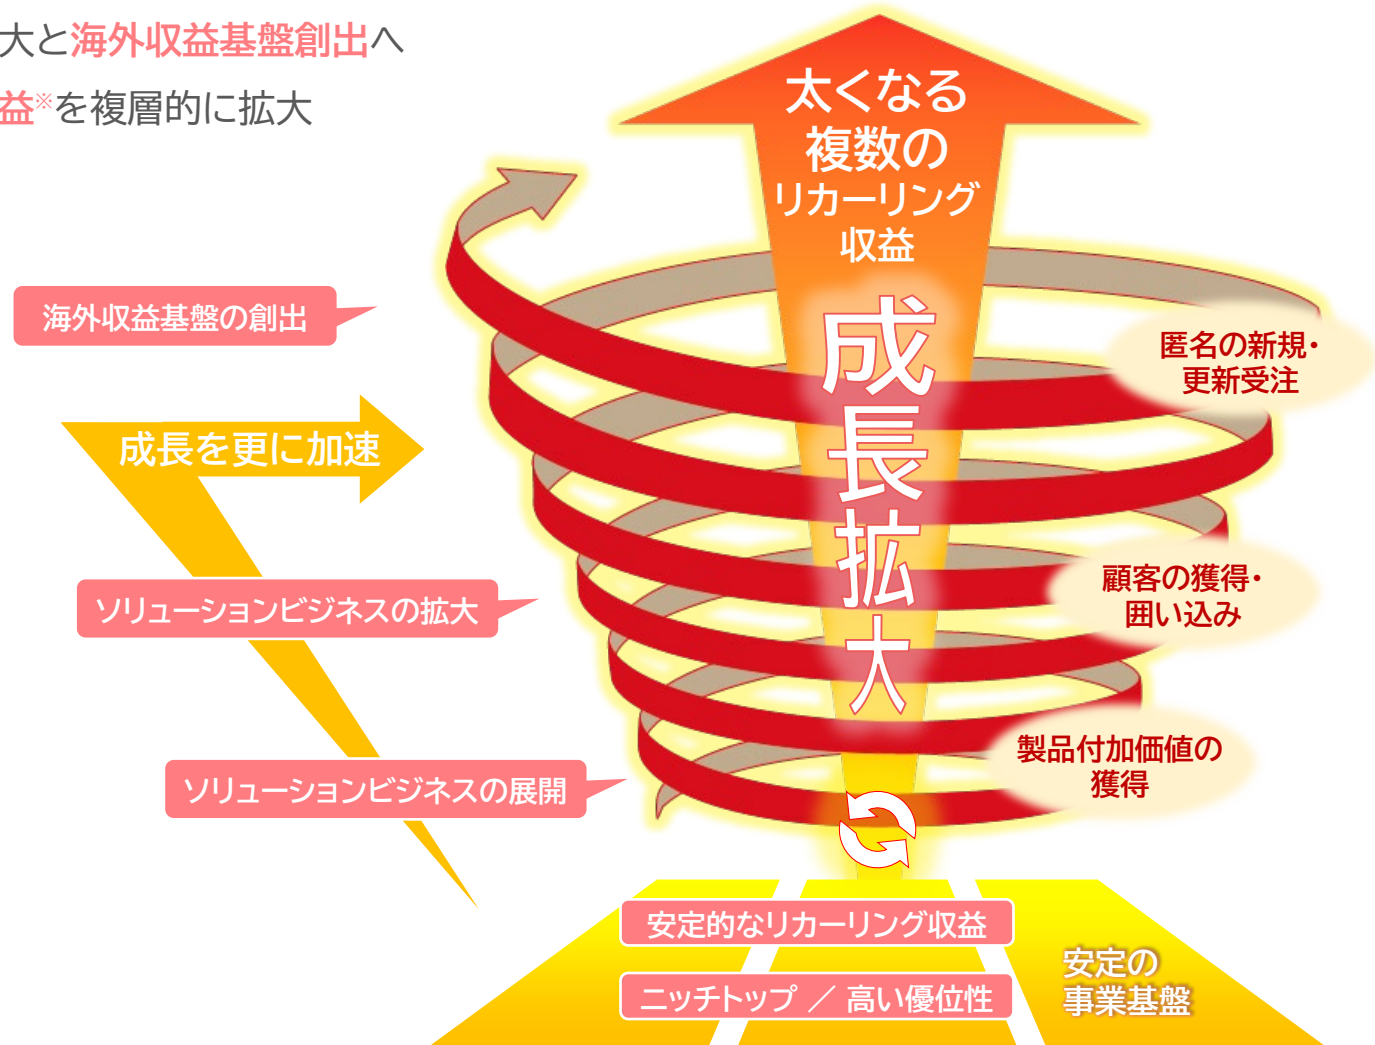 大と海外収益基盤創出へ
益※を複層的に拡大
太くなる
複数の
リカーリング
収益
成長拡大
海外収益基盤の創出
匿名の新規・
更新受注
成長を更に加速
顧客の獲得・
囲い込み
ソリューションビジネスの拡大
製品付加価値の
獲得
ソリューションビジネスの展開
安定的なリカーリング収益
ニッチトップ ／ 高い優位性
安定の
事業基盤